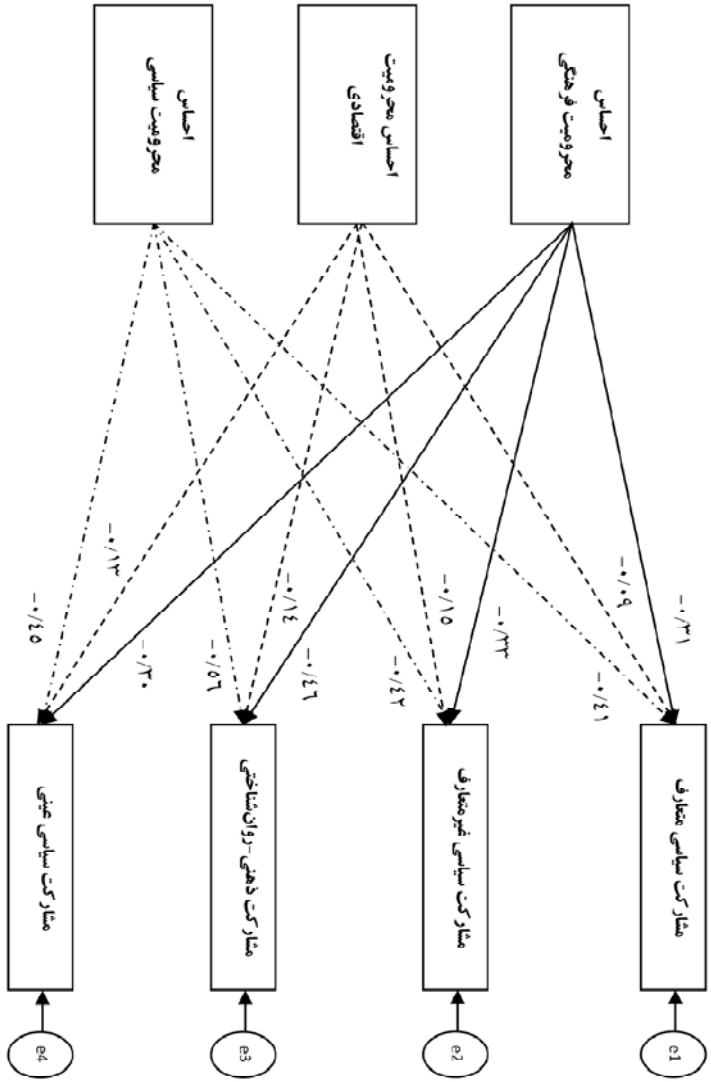 احساس
محرومیت فرهنگی
احساس محرومیت
اقتصادی
احساس
محرومیت سیاسی
-۰/۳۱
-۰/۰۹
-۰/۴۱
-۰/۳۳
-۰/۱۵
-۰/۴۲
-۰/۴۶
-۰/۱۴
-۰/۵۶
-۰/۳۰
-۰/۱۳
-۰/۴۵
مشارکت سیاسی متعارف
مشارکت سیاسی غیرمتعارف
مشارکت ذهنی-روان‌شناختی
مشارکت سیاسی عینی
e1
e2
e3
e4